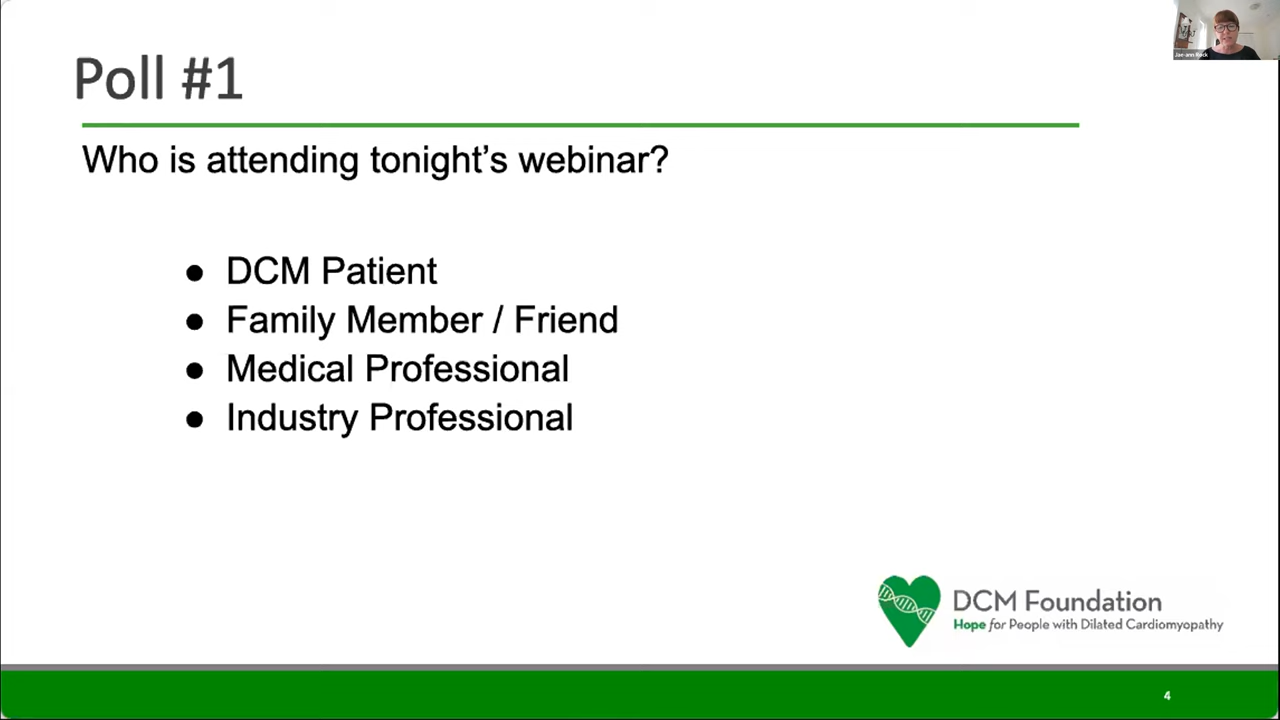 Poll #1
Who is attending tonight’s webinar?
● DCM Patient
● Family Member / Friend
● Medical Professional
● Industry Professional
DCM Foundation
Hope for People with Dilated Cardiomyopathy
4